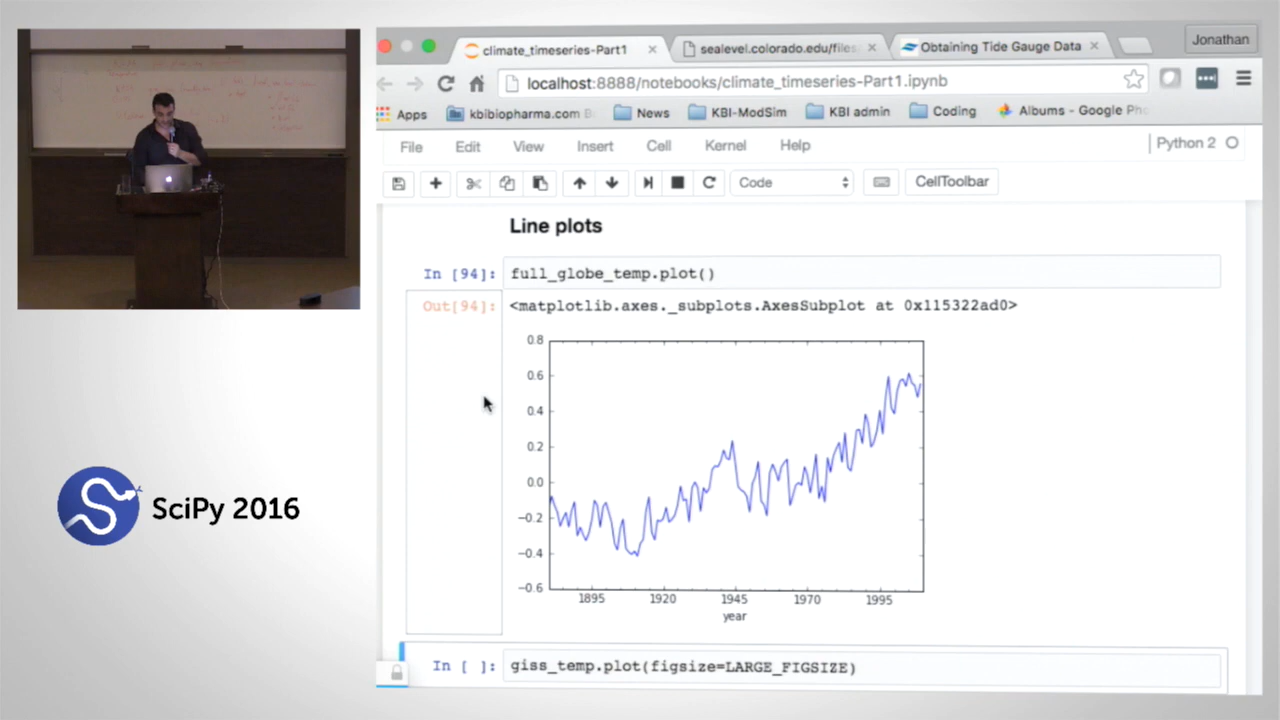 climate_timeseries-Part1
sealevel.colorado.edu/files
Obtaining Tide Gauge Data
Jonathan
localhost:8888/notebooks/climate_timeseries-Part1.ipynb
Apps
kbibiopharma.com
News
KBI-ModSim
KBI admin
Coding
Albums - Google Pho
File Edit View Insert Cell Kernel Help
Python 2
Code
CellToolbar
Line plots
In [94]: full_globe_temp.plot()
Out[94]: <matplotlib.axes._subplots.AxesSubplot at 0x115322ad0>
0.8
0.6
0.4
0.2
0.0
−0.2
−0.4
−0.6
1895 1920 1945 1970 1995
year
In [ ]: giss_temp.plot(figsize=LARGE_FIGSIZE)
SciPy 2016